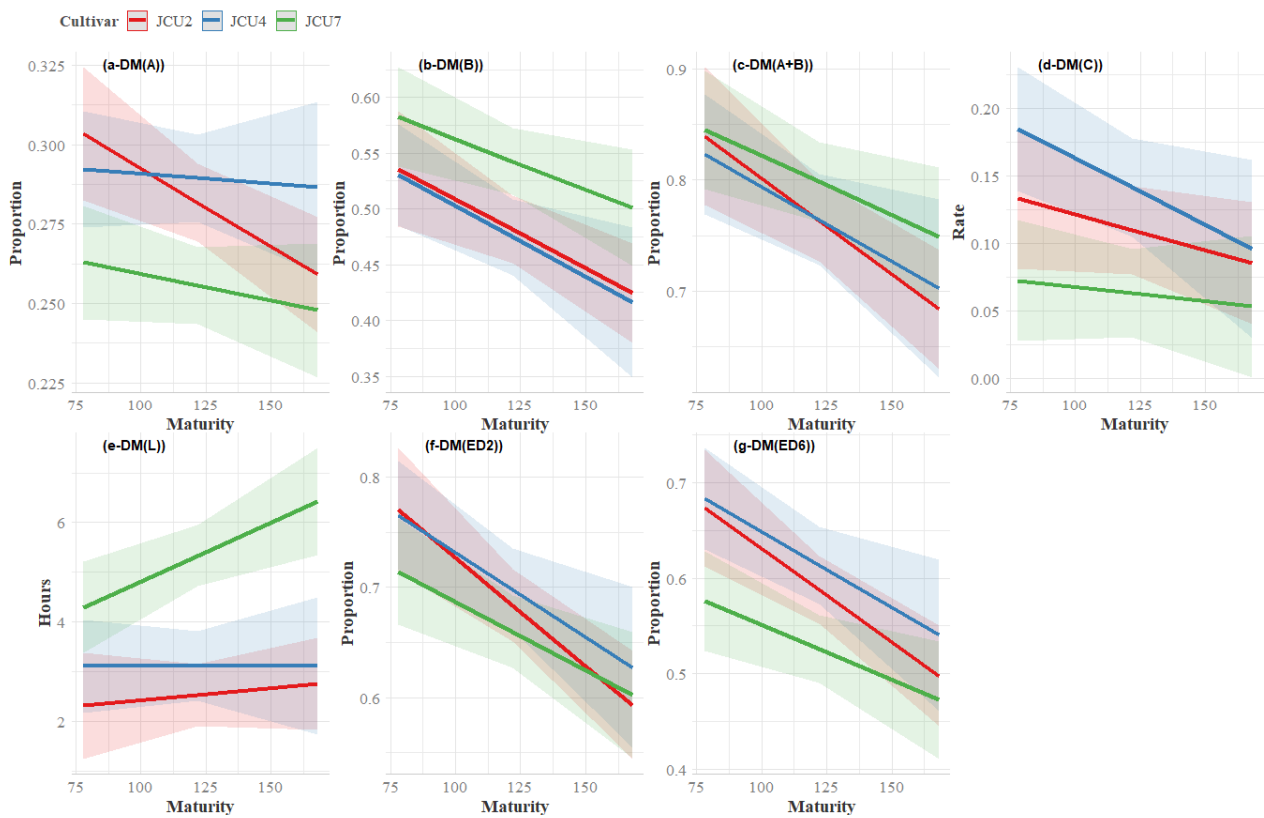 Cultivar JCU2 JCU4 JCU7
(a-DM(A))
Proportion
0.325
0.300
0.275
0.250
0.225
75 100 125 150
Maturity
(b-DM(B))
Proportion
0.60
0.55
0.50
0.45
0.40
0.35
75 100 125 150
Maturity
(c-DM(A+B))
Proportion
0.9
0.8
0.7
75 100 125 150
Maturity
(d-DM(C))
Rate
0.20
0.15
0.10
0.05
0.00
75 100 125 150
Maturity
(e-DM(L))
Hours
6
4
2
75 100 125 150
Maturity
(f-DM(ED2))
Proportion
0.8
0.7
0.6
75 100 125 150
Maturity
(g-DM(ED6))
Proportion
0.7
0.6
0.5
0.4
75 100 125 150
Maturity